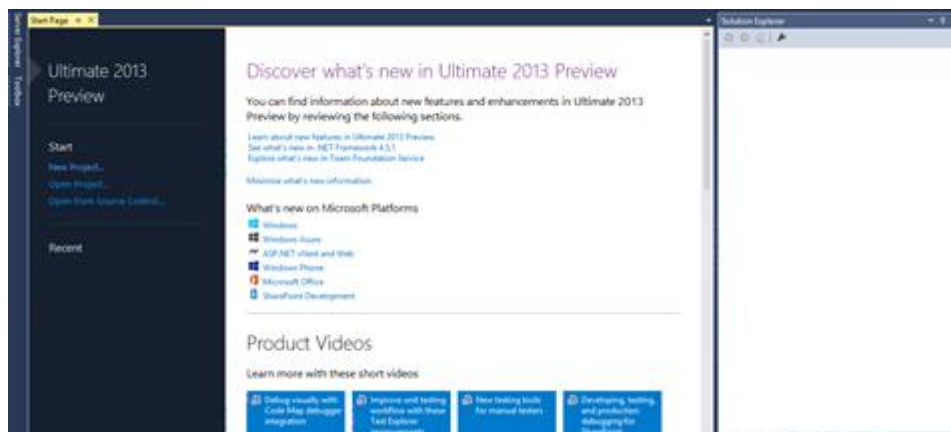 Server Explorer
Toolbox
Start Page
Solution Explorer
Ultimate 2013
Preview
Start
New Project...
Open Project...
Open from Source Control...
Recent
Discover what's new in Ultimate 2013 Preview
You can find information about new features and enhancements in Ultimate 2013
Preview by reviewing the following sections.
Learn about new features in Ultimate 2013 Preview
See what's new in .NET Framework 4.5.1
Explore what's new in Team Foundation Service
Minimize what's new information
What's new on Microsoft Platforms
Windows
Windows Azure
ASP.NET vNext and Web
Windows Phone
Microsoft Office
SharePoint Development
Product Videos
Learn more with these short videos
Debug visually with
Code Map debugger
integration
Improve unit testing
workflow with these
Test Explorer
improvements
New testing tools
for manual testers
Developing, testing,
and production
debugging for
SharePoint